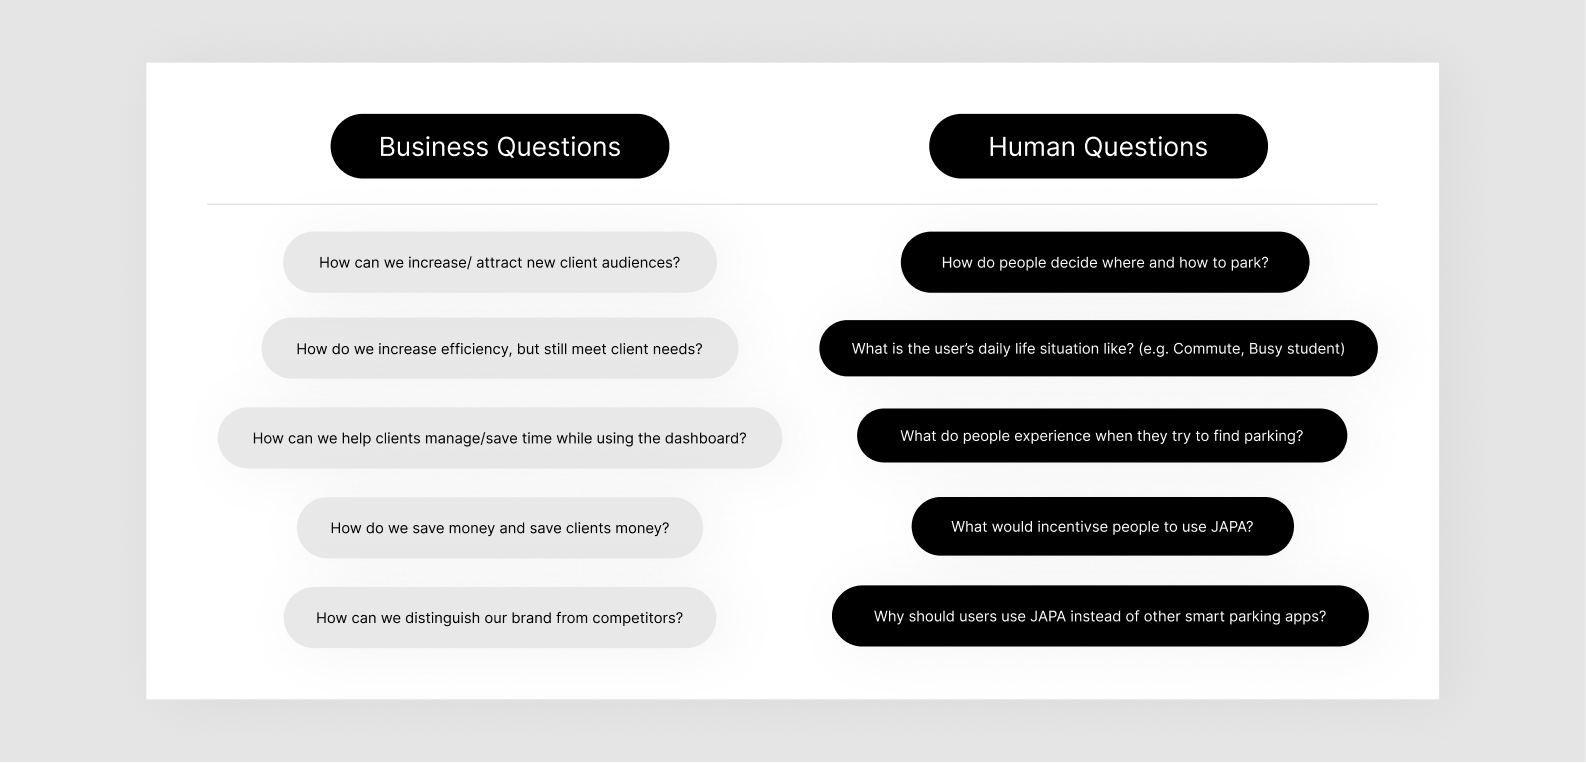 Business Questions
Human Questions
How can we increase/ attract new client audiences?
How do people decide where and how to park?
How do we increase efficiency, but still meet client needs?
What is the user’s daily life situation like? (e.g. Commute, Busy student)
How can we help clients manage/save time while using the dashboard?
What do people experience when they try to find parking?
How do we save money and save clients money?
What would incentivse people to use JAPA?
How can we distinguish our brand from competitors?
Why should users use JAPA instead of other smart parking apps?